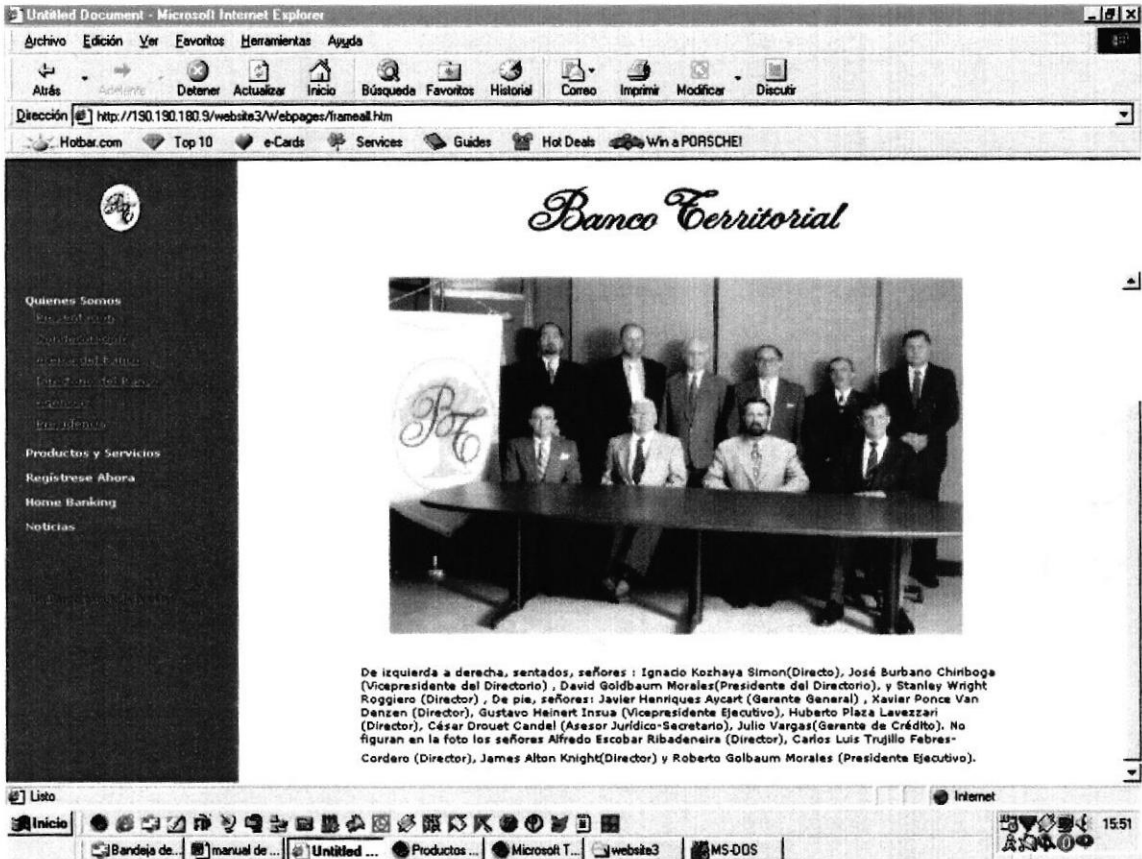 Untitled Document - Microsoft Internet Explorer
Archivo Edición Ver Favoritos Herramientas Ayuda
Atrás Adelante Detener Actualizar Inicio Búsqueda Favoritos Historial Correo Imprimir Modificar Discutir
Dirección http://190.190.180.9/website3/Webpages/frameall.htm
Hotbar.com Top 10 e-Cards Services Guides Hot Deals Win a PORSCHE!
BT
Banco Territorial
Quienes Somos
Productos y Servicios
Regístrese Ahora
Home Banking
Noticias
BT
De izquierda a derecha, sentados, señores : Ignacio Kozhaya Simon(Directo), José Burbano Chiriboga
(Vicepresidente del Directorio) , David Goldbaum Morales(Presidente del Directorio), y Stanley Wright
Roggiero (Director) , De pie, señores: Javier Henriques Aycart (Gerente General) , Xavier Ponce Van
Denzen (Director), Gustavo Heinert Insua (Vicepresidente Ejecutivo), Huberto Plaza Lavezzari
(Director), César Drouet Candel (Asesor Jurídico-Secretario), Julio Vargas(Gerente de Crédito). No
figuran en la foto los señores Alfredo Escobar Ribadeneira (Director), Carlos Luis Trujillo Febres-
Cordero (Director), James Alton Knight(Director) y Roberto Golbaum Morales (Presidente Ejecutivo).
Listo Internet
Inicio 15:51
Bandeja de... manual de ... Untitled ... Productos ... Microsoft T... website3 MS-DOS